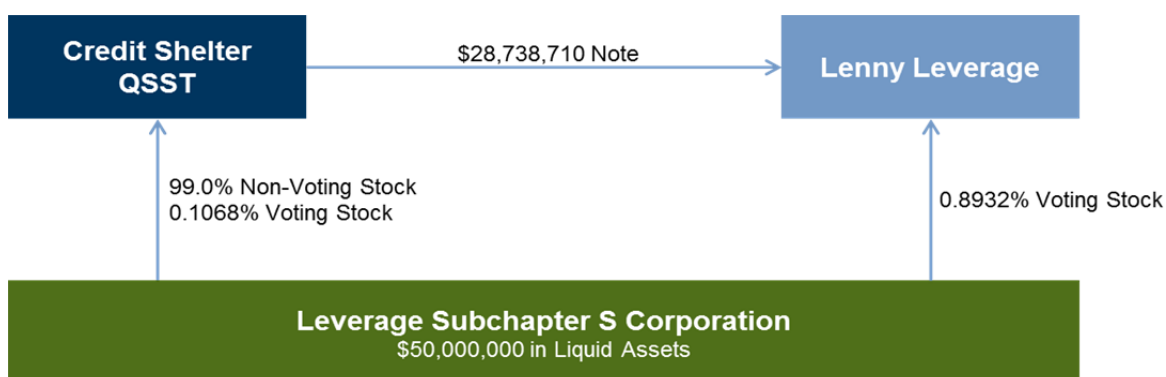 Credit Shelter
QSST
$28,738,710 Note
Lenny Leverage
99.0% Non-Voting Stock
0.1068% Voting Stock
0.8932% Voting Stock
Leverage Subchapter S Corporation
$50,000,000 in Liquid Assets